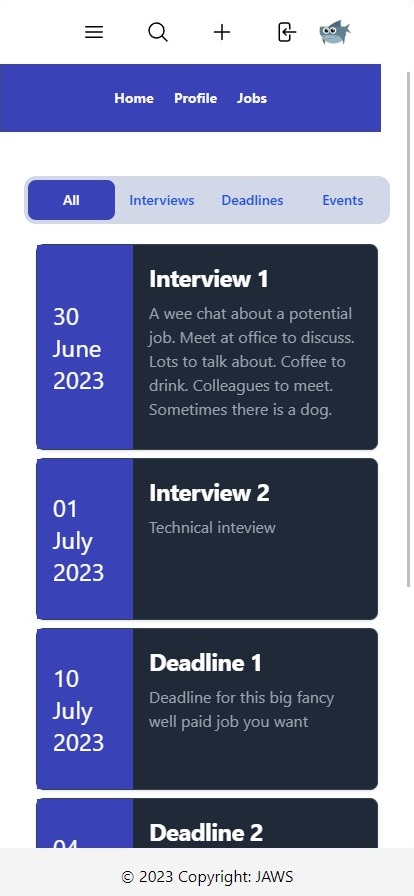 Home Profile Jobs
All Interviews Deadlines Events
30
June
2023
Interview 1
A wee chat about a potential
job. Meet at office to discuss.
Lots to talk about. Coffee to
drink. Colleagues to meet.
Sometimes there is a dog.
01
July
2023
Interview 2
Technical inteview
10
July
2023
Deadline 1
Deadline for this big fancy
well paid job you want
04
Deadline 2
© 2023 Copyright: JAWS